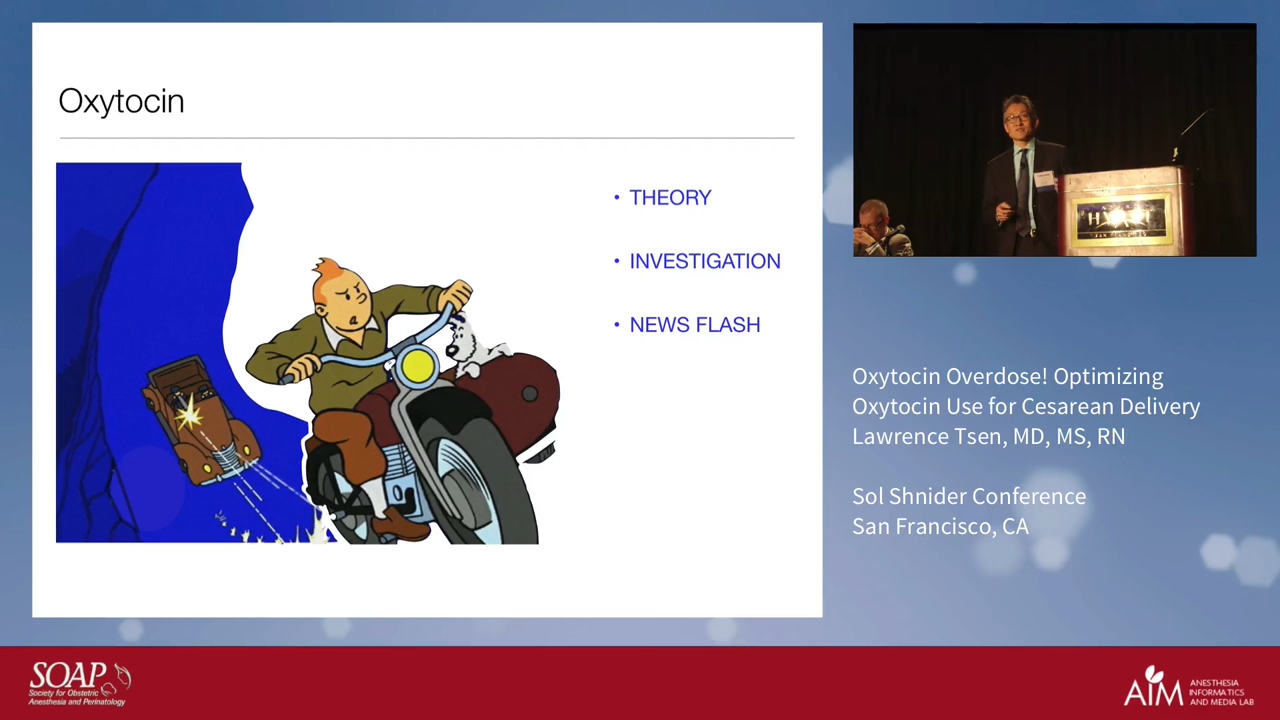 Oxytocin
• THEORY
• INVESTIGATION
• NEWS FLASH
Oxytocin Overdose! Optimizing
Oxytocin Use for Cesarean Delivery
Lawrence Tsen, MD, MS, RN
Sol Shnider Conference
San Francisco, CA
SOAP
Society for Obstetric
Anesthesia and Perinatology
AIM
ANESTHESIA
INFORMATICS
AND MEDIA LAB